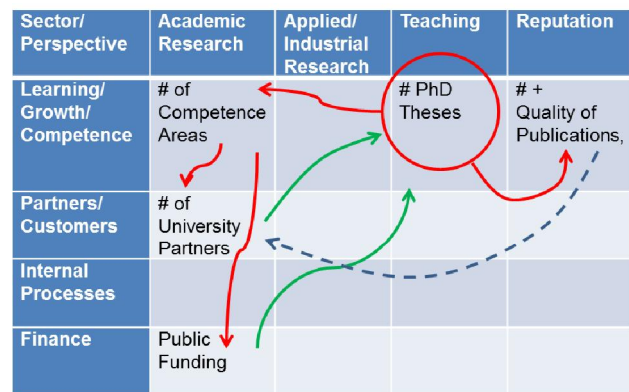 Sector/
Perspective
Academic
Research
Applied/
Industrial
Research
Teaching
Reputation
Learning/
Growth/
Competence
# of
Competence
Areas
# PhD
Theses
# +
Quality of
Publications,
Partners/
Customers
# of
University
Partners
Internal
Processes
Finance
Public
Funding